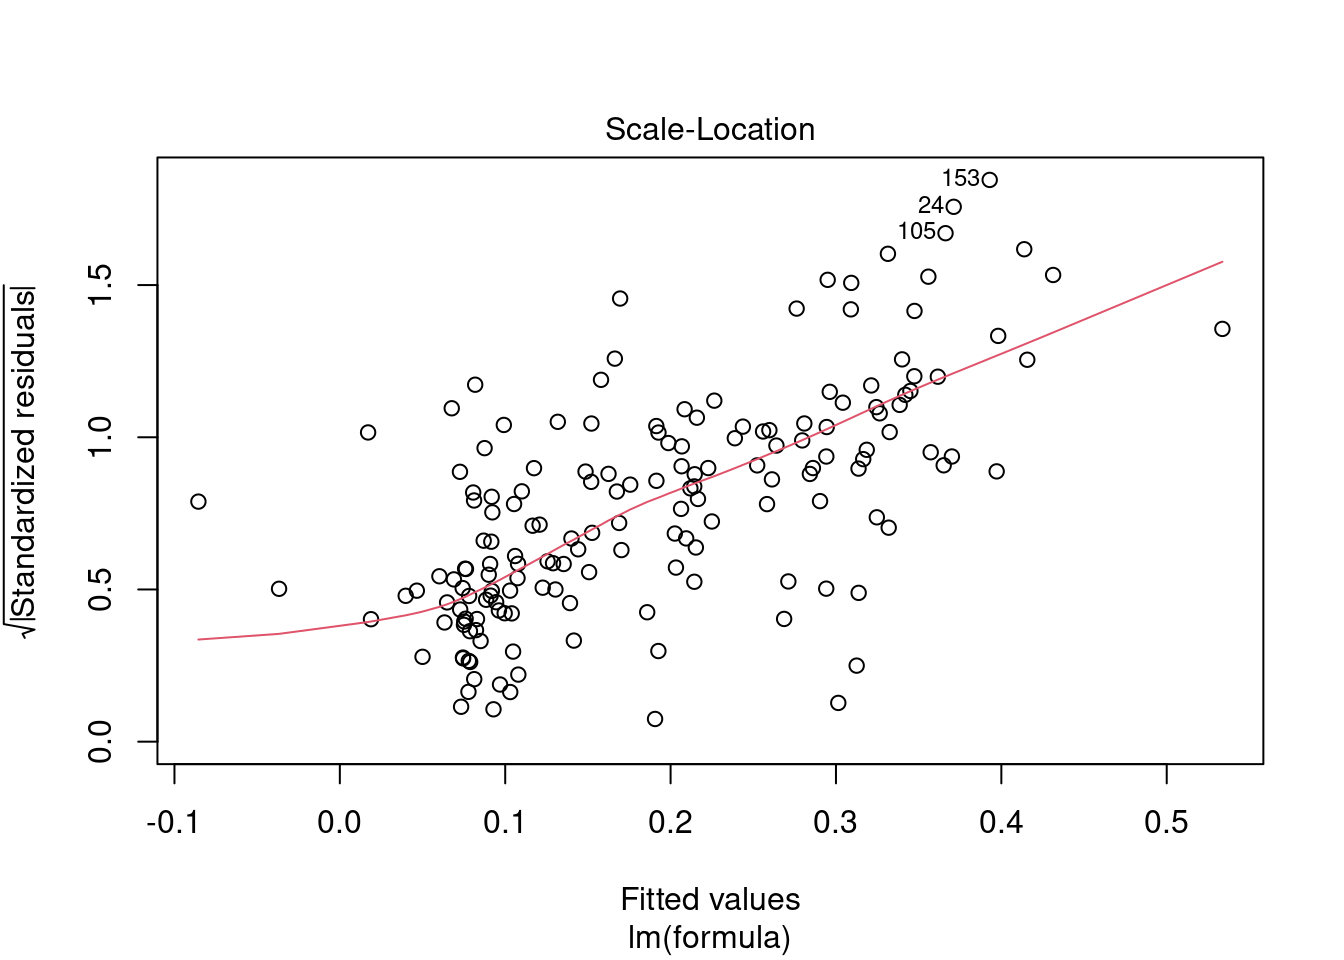 Scale-Location
153
24
105
√|Standardized residuals|
1.5
1.0
0.5
0.0
-0.1 0.0 0.1 0.2 0.3 0.4 0.5
Fitted values
lm(formula)